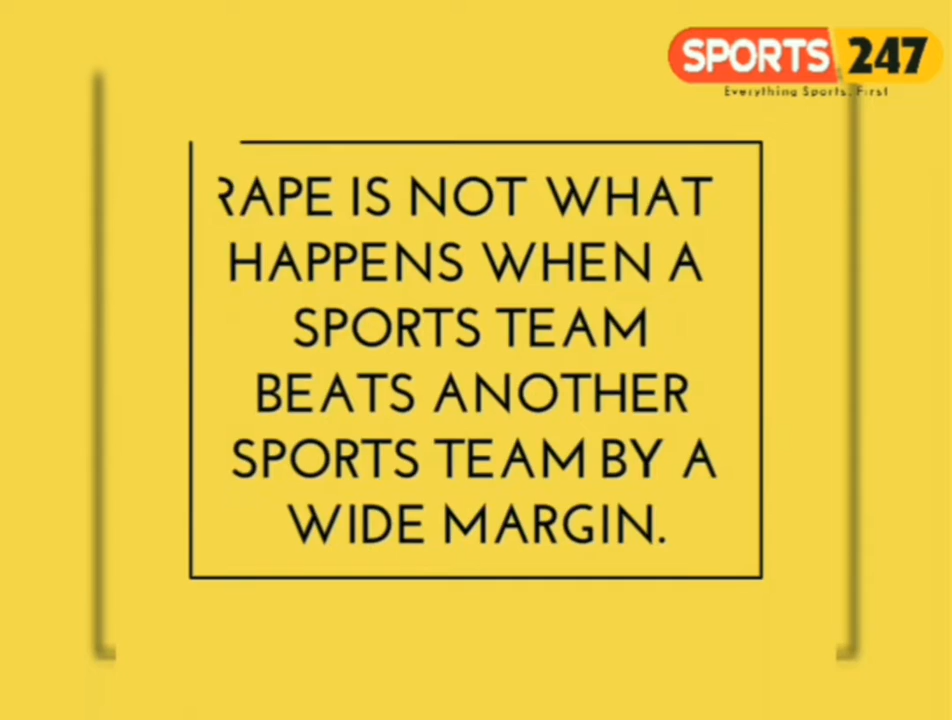 SPORTS 247
Everything Sports. First
RAPE IS NOT WHAT
HAPPENS WHEN A
SPORTS TEAM
BEATS ANOTHER
SPORTS TEAM BY A
WIDE MARGIN.